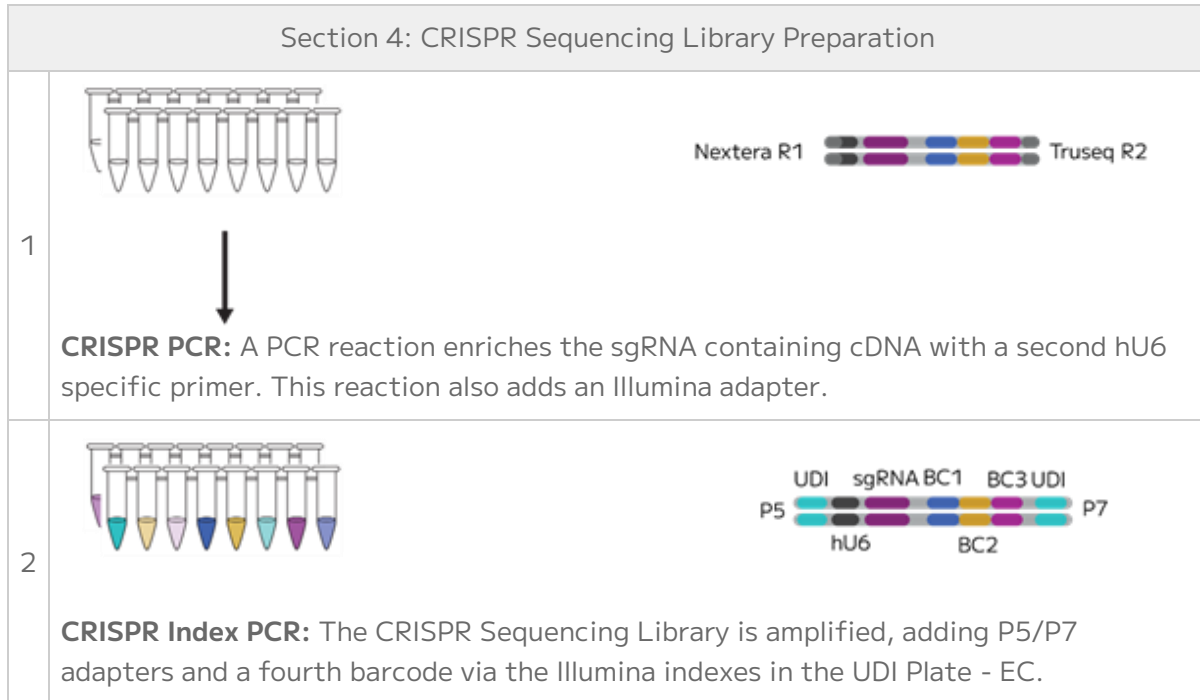 Section 4: CRISPR Sequencing Library Preparation
1
Nextera R1
Truseq R2
CRISPR PCR: A PCR reaction enriches the sgRNA containing cDNA with a second hU6
specific primer. This reaction also adds an Illumina adapter.
2
UDI sgRNA BC1 BC3 UDI
P5
P7
hU6
BC2
CRISPR Index PCR: The CRISPR Sequencing Library is amplified, adding P5/P7
adapters and a fourth barcode via the Illumina indexes in the UDI Plate - EC.